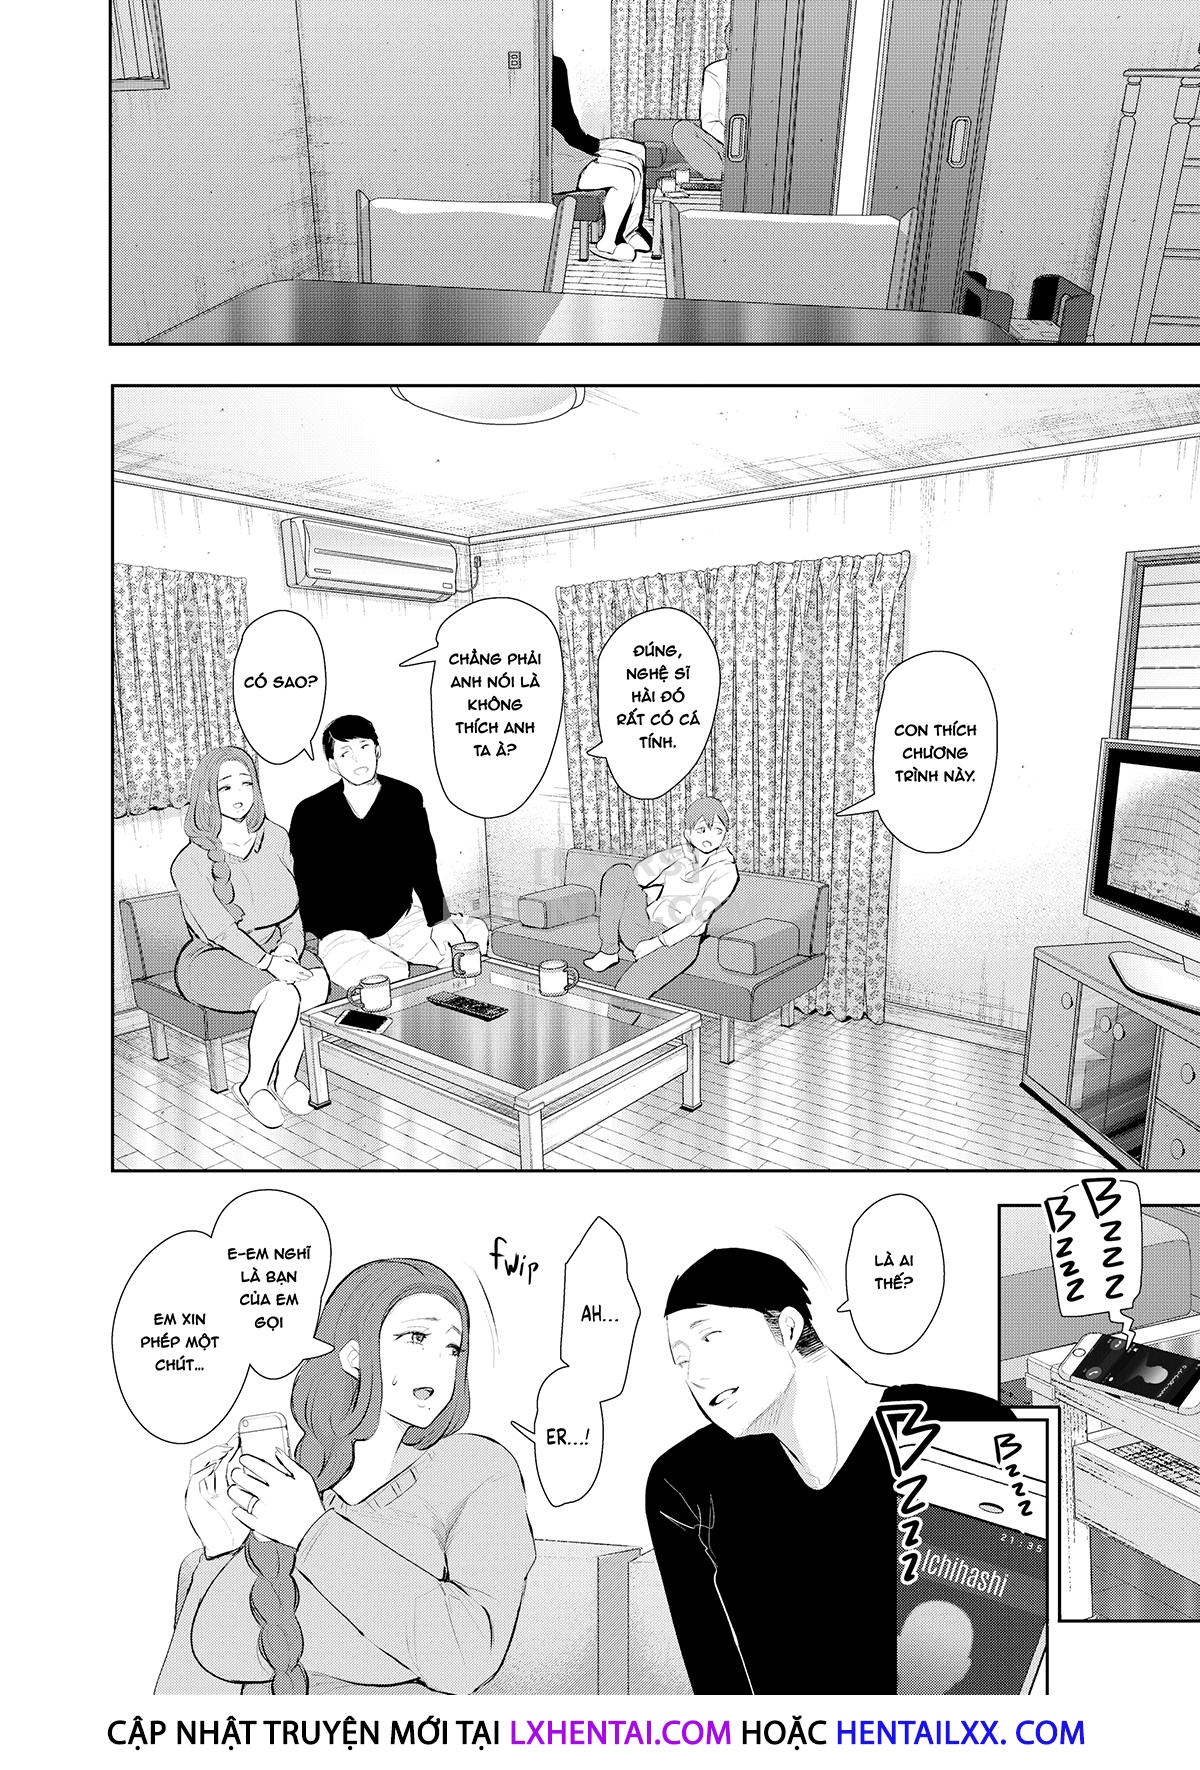 CON THÍCH
CHƯƠNG
TRÌNH NÀY.
ĐÚNG,
NGHỆ SĨ
HÀI ĐÓ
RẤT CÓ CÁ
TÍNH.
CHẲNG PHẢI
ANH NÓI LÀ
KHÔNG
THÍCH ANH
TA À?
CÓ SAO?
BZZZZ
BZZZZ
BZZZ
BZZZZ
21:35
Ichihashi
LÀ AI
THẾ?
AH...
ER...!
fwip
E-EM NGHĨ
LÀ BẠN
CỦA EM
GỌI
EM XIN
PHÉP MỘT
CHÚT...
CẬP NHẬT TRUYỆN MỚI TẠI LXHENTAI.COM HOẶC HENTAILXX. COM